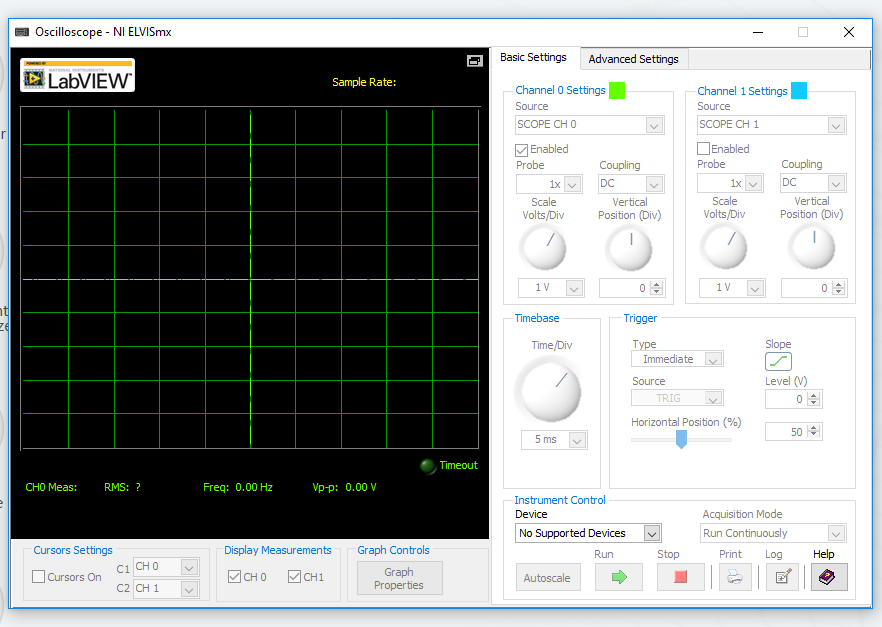 Oscilloscope - NI ELVISmx
POWERED BY
NATIONAL INSTRUMENTS
LabVIEW™
Sample Rate:
Timeout
CH0 Meas: RMS: ? Freq: 0.00 Hz Vp-p: 0.00 V
Cursors Settings
Cursors On
C1 CH 0
C2 CH 1
Display Measurements
CH 0 CH1
Graph Controls
Graph
Properties
Basic Settings Advanced Settings
Channel 0 Settings
Source
SCOPE CH 0
Enabled
Probe Coupling
1x DC
Scale Vertical
Volts/Div Position (Div)
1 V 0
Channel 1 Settings
Source
SCOPE CH 1
Enabled
Probe Coupling
1x DC
Scale Vertical
Volts/Div Position (Div)
1 V 0
Timebase
Time/Div
5 ms
Trigger
Type Slope
Immediate
Source Level (V)
TRIG 0
Horizontal Position (%)
50
Instrument Control
Device Acquisition Mode
No Supported Devices Run Continuously
Run Stop Print Log Help
Autoscale